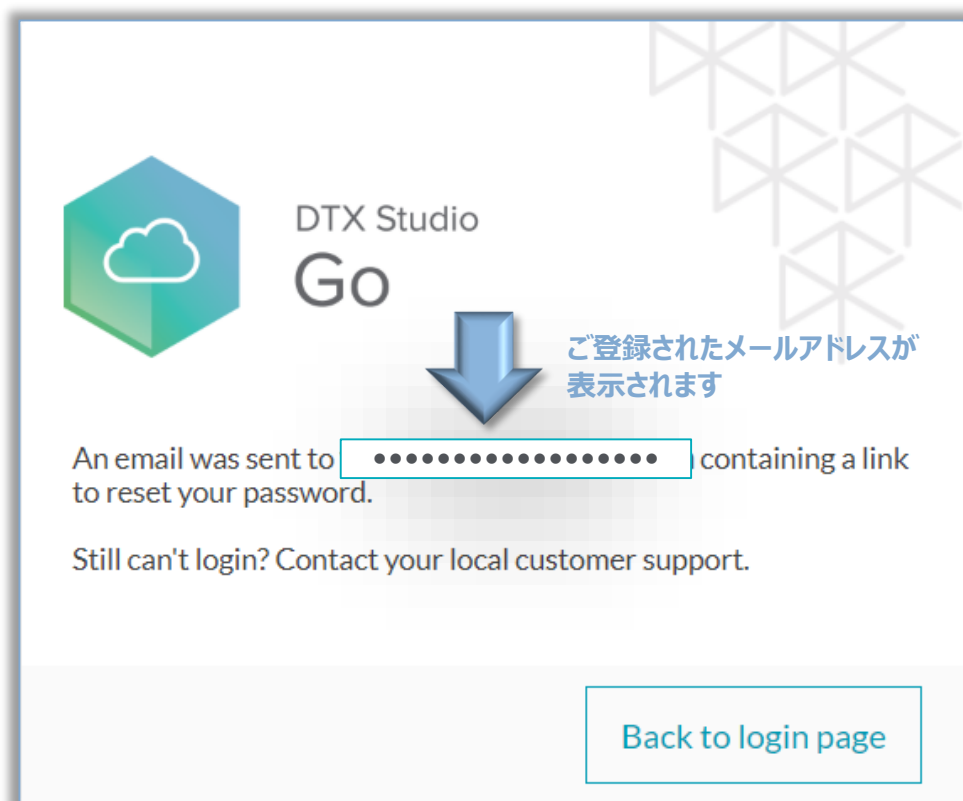 DTX Studio
Go
ご登録されたメールアドレスが
表示されます
An email was sent to •••••••••••••••••• containing a link
to reset your password.
Still can't login? Contact your local customer support.
Back to login page